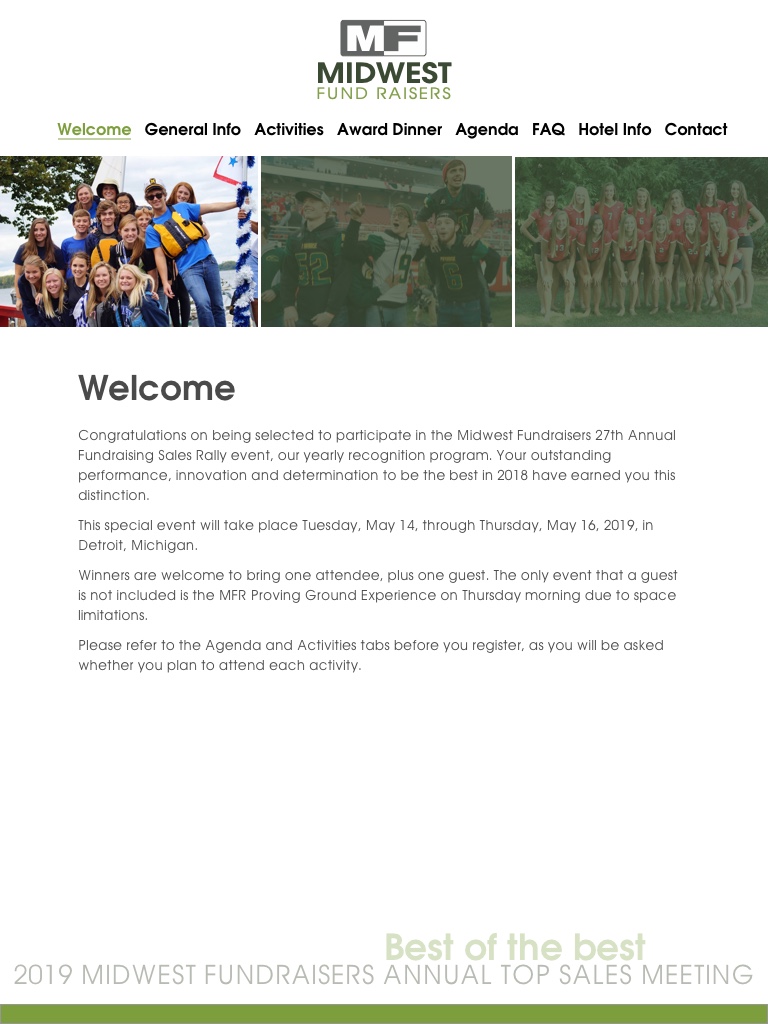 MF
MIDWEST
FUND RAISERS
Welcome General Info Activities Award Dinner Agenda FAQ Hotel Info Contact
52
Welcome
Congratulations on being selected to participate in the Midwest Fundraisers 27th Annual
Fundraising Sales Rally event, our yearly recognition program. Your outstanding
performance, innovation and determination to be the best in 2018 have earned you this
distinction.
This special event will take place Tuesday, May 14, through Thursday, May 16, 2019, in
Detroit, Michigan.
Winners are welcome to bring one attendee, plus one guest. The only event that a guest
is not included is the MFR Proving Ground Experience on Thursday morning due to space
limitations.
Please refer to the Agenda and Activities tabs before you register, as you will be asked
whether you plan to attend each activity.
Best of the best
2019 MIDWEST FUNDRAISERS ANNUAL TOP SALES MEETING